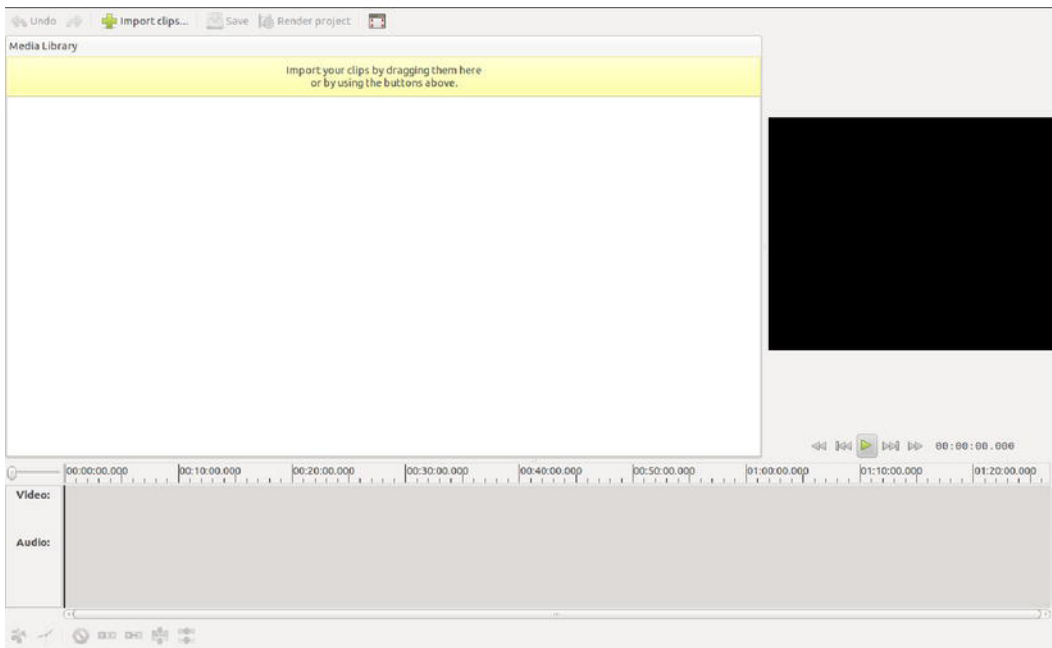 Undo Import clips... Save Render project
Media Library
Import your clips by dragging them here
or by using the buttons above.
00:00:00.000
00:00:00.000 00:10:00.000 00:20:00.000 00:30:00.000 00:40:00.000 00:50:00.000 01:00:00.000 01:10:00.000 01:20:00.000
Video:
Audio: